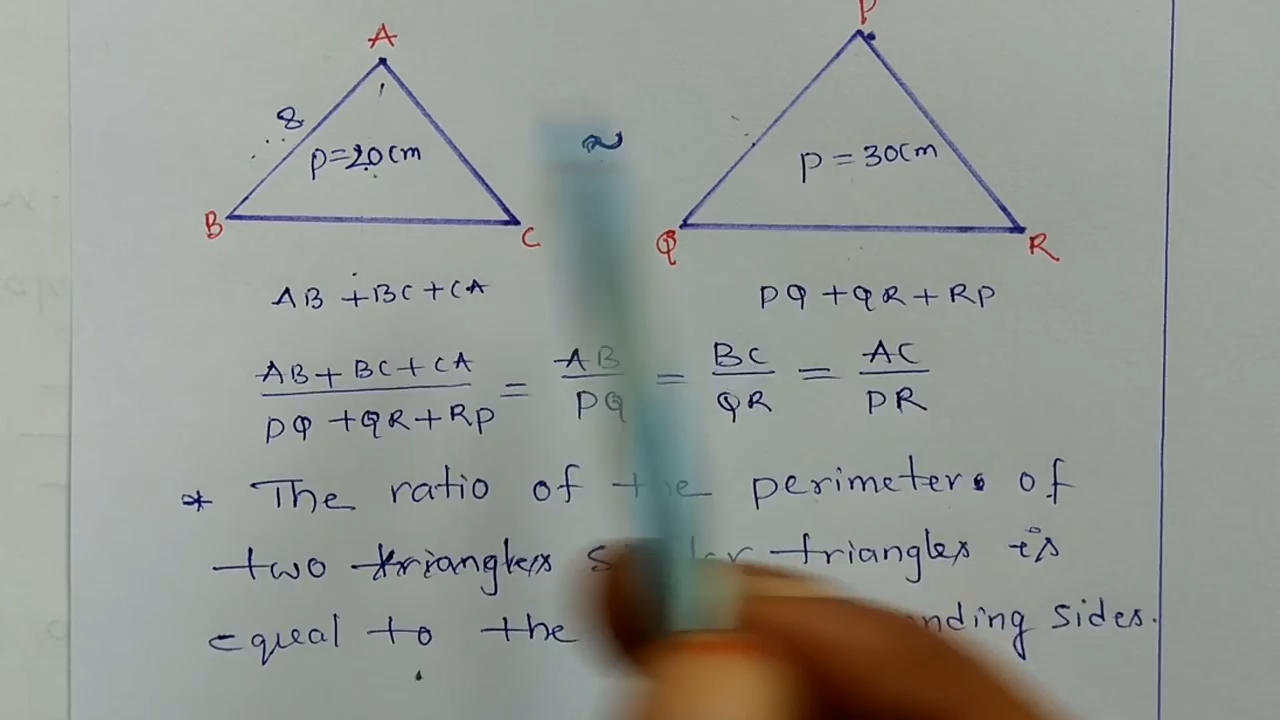 A
P
8
P=20cm
~
P = 30cm
B
C
Q
R
AB + BC + CA
PQ + QR + RP
AB + BC + CA / PQ + QR + RP = AB / PQ = BC / QR = AC / PR
* The ratio of the perimeters of
two triangles triangles is
equal to the sides.